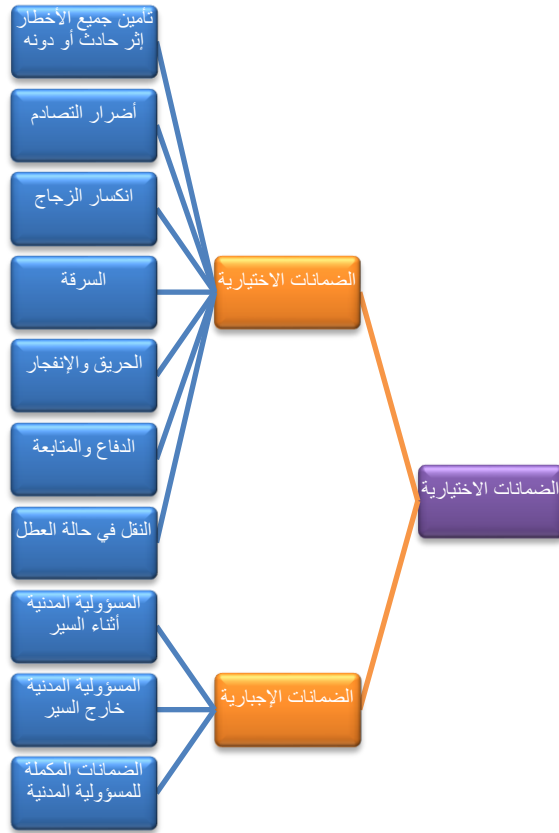 الضمانات الاختيارية
الضمانات الاختيارية
تأمين جميع الأخطار
إثر حادث أو دونه
أضرار التصادم
انكسار الزجاج
السرقة
الحريق والإنفجار
الدفاع والمتابعة
النقل في حالة العطل
الضمانات الإجبارية
المسؤولية المدنية
أثناء السير
المسؤولية المدنية
خارج السير
الضمانات المكملة
للمسؤولية المدنية